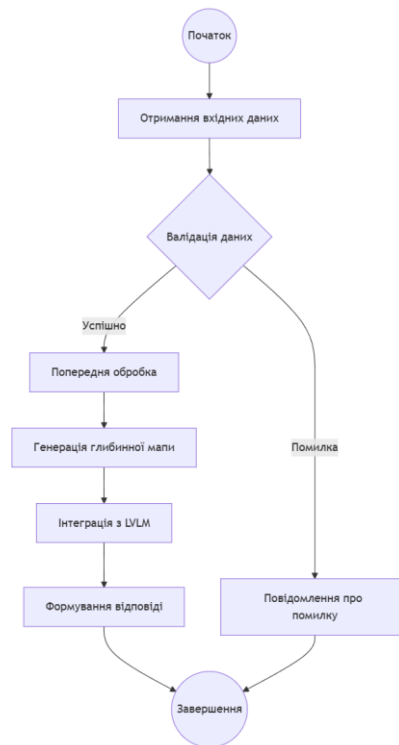 Початок
Отримання вхідних даних
Валідація даних
Успішно
Попередня обробка
Генерація глибинної мапи
Помилка
Інтеграція з LVLM
Формування відповіді
Повідомлення про
помилку
Завершення